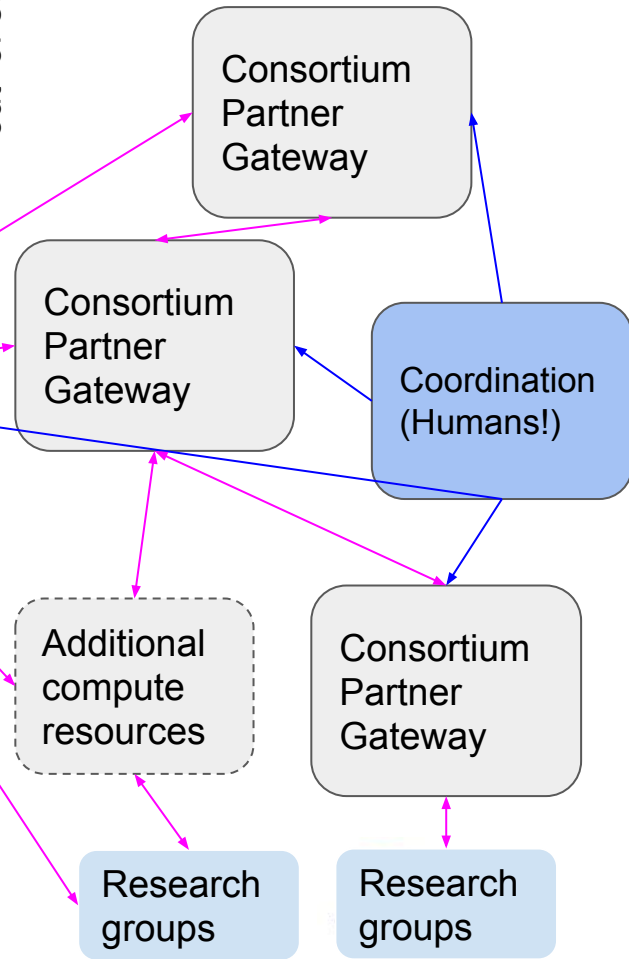 Consortium
Partner
Gateway
Consortium
Partner
Gateway
Coordination
(Humans!)
Additional
compute
resources
Consortium
Partner
Gateway
Research
groups
Research
groups